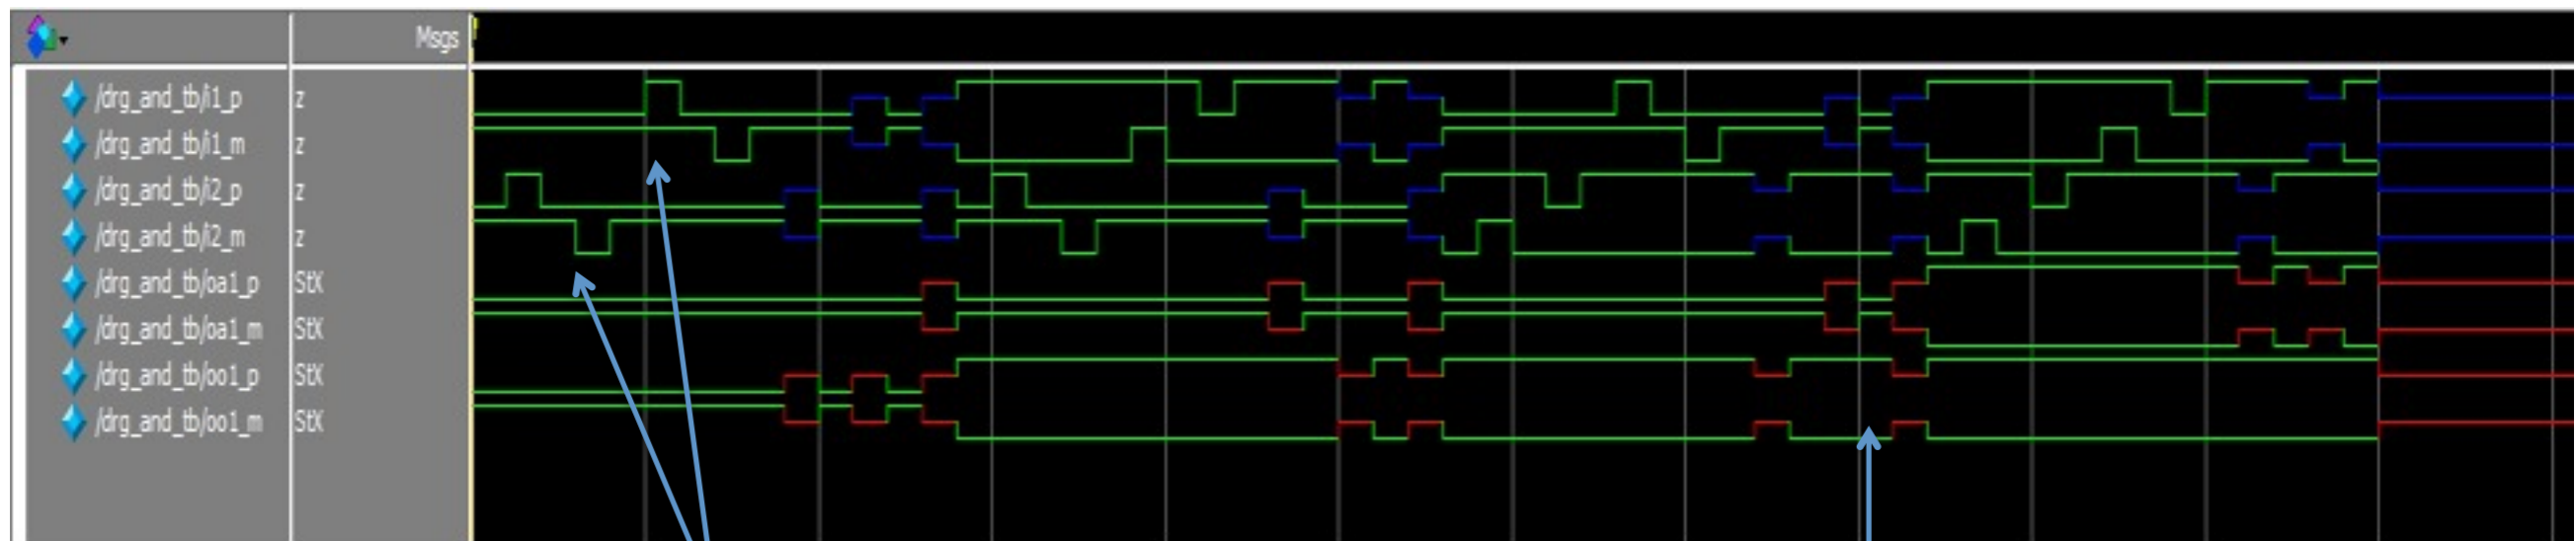 Msgs
/drg_and_tb/i1_p z
/drg_and_tb/i1_m z
/drg_and_tb/i2_p z
/drg_and_tb/i2_m z
/drg_and_tb/oa1_p StX
/drg_and_tb/oa1_m StX
/drg_and_tb/oo1_p StX
/drg_and_tb/oo1_m StX